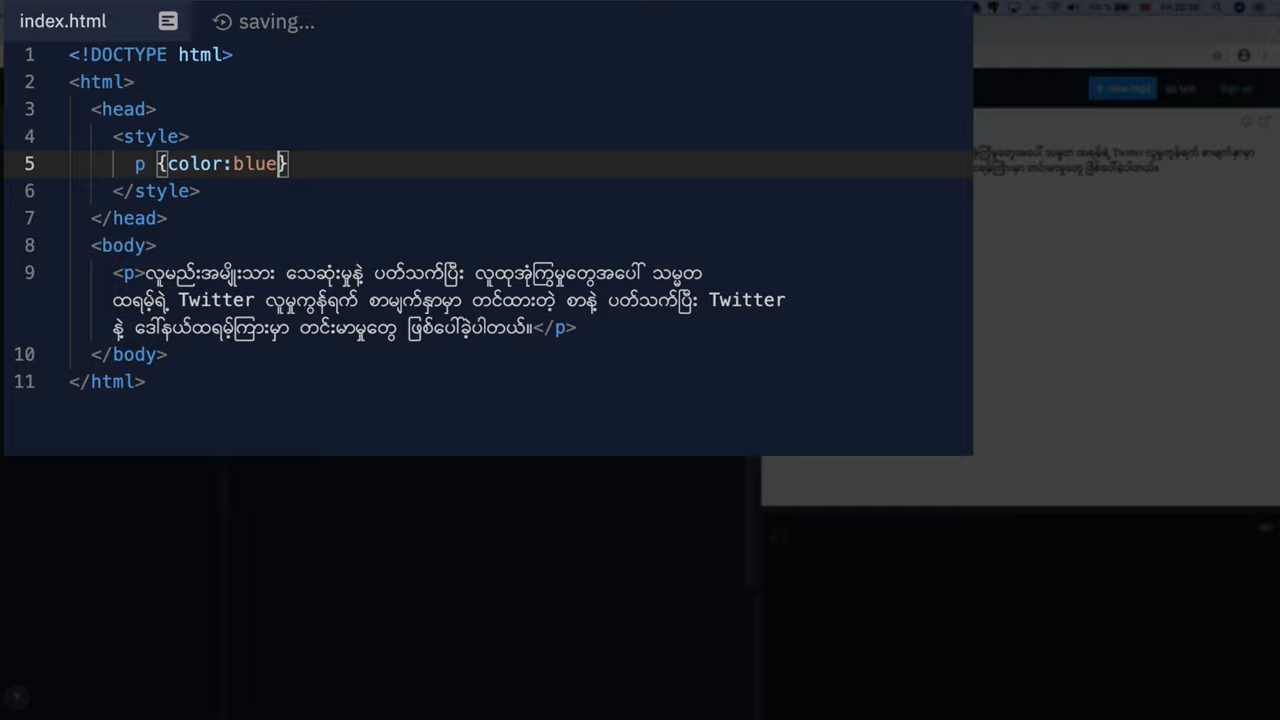 index.html
saving...
1 <!DOCTYPE html>
2 <html>
3 <head>
4 <style>
5 p {color:blue}
6 </style>
7 </head>
8 <body>
9 <p>လူမည်းအမျိုးသား သေဆုံးမှုနဲ့ ပတ်သက်ပြီး လူထုအုံကြွမှုတွေအပေါ် သမ္မတ
ထရမ့်ရဲ့ Twitter လူမှုကွန်ရက် စာမျက်နှာမှာ တင်ထားတဲ့ စာနဲ့ ပတ်သက်ပြီး Twitter
နဲ့ ဒေါ်နယ်ထရမ့်ကြားမှာ တင်းမာမှုတွေ ဖြစ်ပေါ်ခဲ့ပါတယ်။</p>
10 </body>
11 </html>